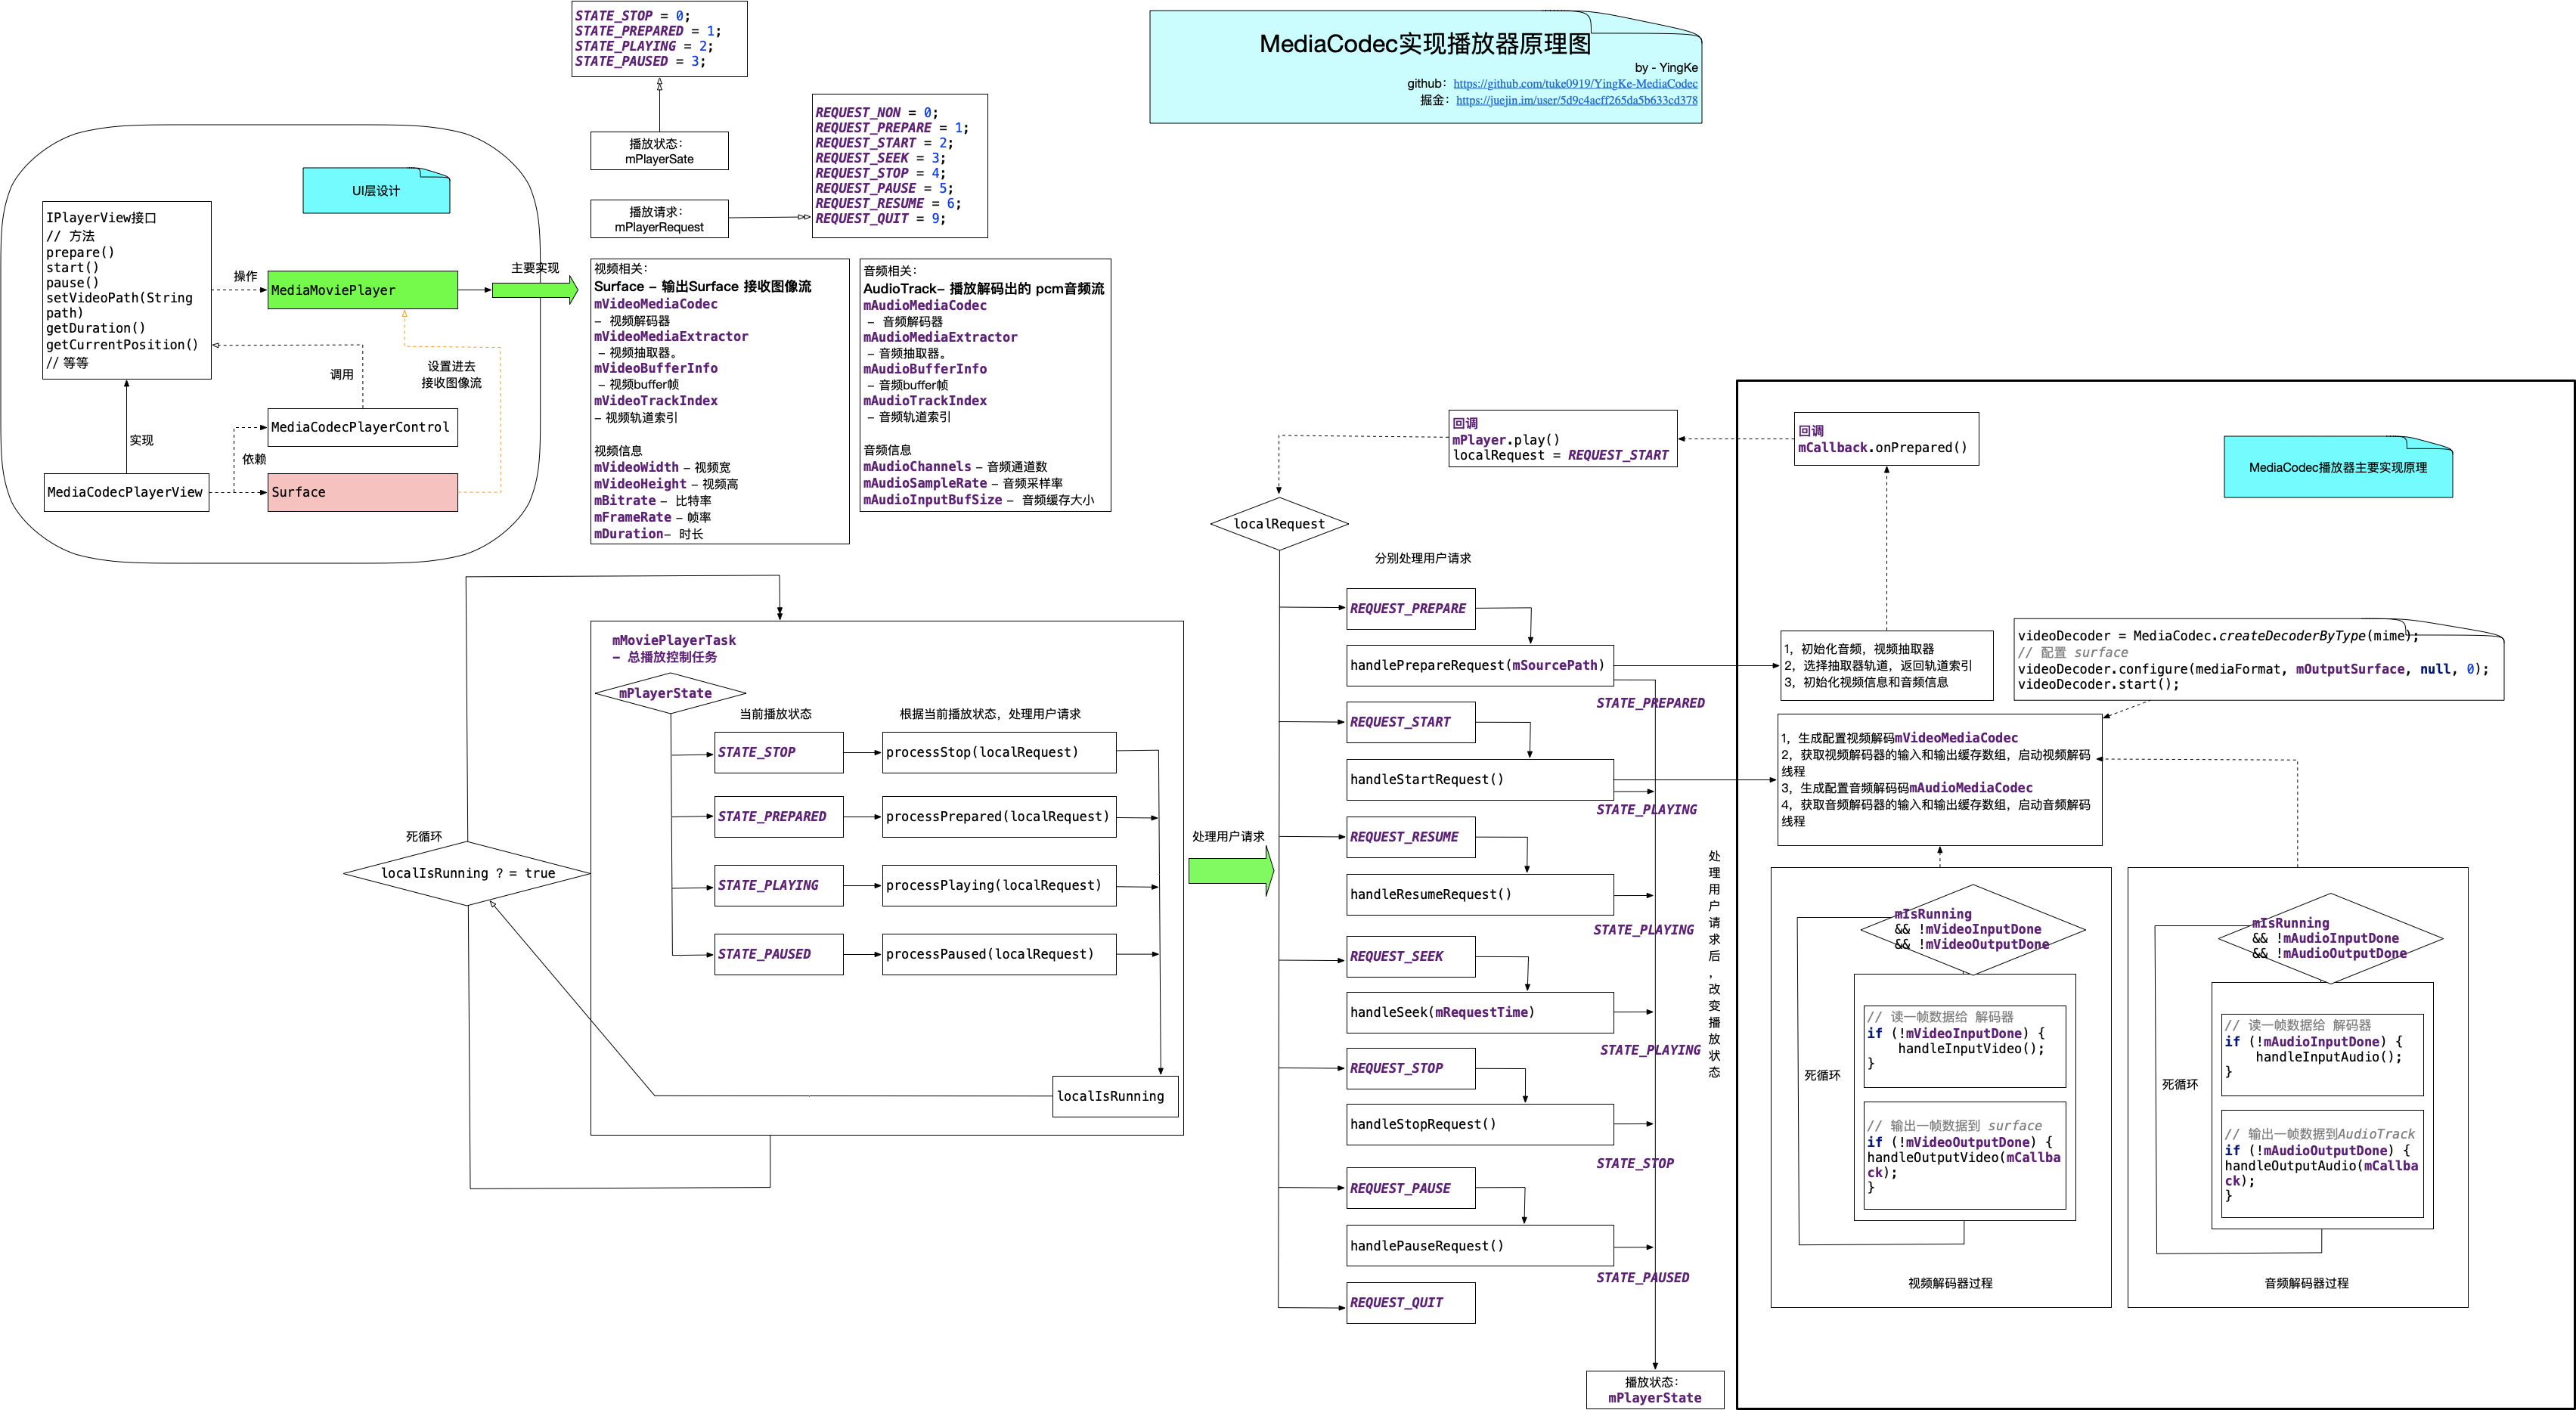 STATE_STOP = 0;
STATE_PREPARED = 1;
STATE_PLAYING = 2;
STATE_PAUSED = 3;
播放状态：
mPlayerSate
REQUEST_NON = 0;
REQUEST_PREPARE = 1;
REQUEST_START = 2;
REQUEST_SEEK = 3;
REQUEST_STOP = 4;
REQUEST_PAUSE = 5;
REQUEST_RESUME = 6;
REQUEST_QUIT = 9;
播放请求：
mPlayerRequest
MediaCodec实现播放器原理图
by - YingKe
github：https://github.com/tuke0919/YingKe-MediaCodec
掘金：https://juejin.im/user/5d9c4acff265da5b633cd378
UI层设计
IPlayerView接口
// 方法
prepare()
start()
pause()
setVideoPath(String
path)
getDuration()
getCurrentPosition()
// 等等
操作
MediaMoviePlayer
主要实现
调用
设置进去
接收图像流
MediaCodecPlayerControl
实现
依赖
MediaCodecPlayerView
Surface
视频相关：
Surface - 输出Surface 接收图像流
mVideoMediaCodec
- 视频解码器
mVideoMediaExtractor
- 视频抽取器。
mVideoBufferInfo
- 视频buffer帧
mVideoTrackIndex
- 视频轨道索引
视频信息
mVideoWidth - 视频宽
mVideoHeight - 视频高
mBitrate - 比特率
mFrameRate - 帧率
mDuration- 时长
音频相关：
AudioTrack- 播放解码出的 pcm音频流
mAudioMediaCodec
- 音频解码器
mAudioMediaExtractor
- 音频抽取器。
mAudioBufferInfo
- 音频buffer帧
mAudioTrackIndex
- 音频轨道索引
音频信息
mAudioChannels - 音频通道数
mAudioSampleRate - 音频采样率
mAudioInputBufSize - 音频缓存大小
死循环
localIsRunning ? = true
mMoviePlayerTask
- 总播放控制任务
mPlayerState
当前播放状态
根据当前播放状态，处理用户请求
STATE_STOP
processStop(localRequest)
STATE_PREPARED
processPrepared(localRequest)
STATE_PLAYING
processPlaying(localRequest)
STATE_PAUSED
processPaused(localRequest)
localIsRunning
处理用户请求
回调
mPlayer.play()
localRequest = REQUEST_START
localRequest
分别处理用户请求
REQUEST_PREPARE
handlePrepareRequest(mSourcePath)
STATE_PREPARED
REQUEST_START
handleStartRequest()
STATE_PLAYING
REQUEST_RESUME
handleResumeRequest()
STATE_PLAYING
REQUEST_SEEK
handleSeek(mRequestTime)
STATE_PLAYING
REQUEST_STOP
handleStopRequest()
STATE_STOP
REQUEST_PAUSE
handlePauseRequest()
STATE_PAUSED
REQUEST_QUIT
处理用户请求后，改变播放状态
播放状态：
mPlayerState
回调
mCallback.onPrepared()
MediaCodec播放器主要实现原理
1，初始化音频，视频抽取器
2，选择抽取器轨道，返回轨道索引
3，初始化视频信息和音频信息
videoDecoder = MediaCodec.createDecoderByType(mime);
// 配置 surface
videoDecoder.configure(mediaFormat, mOutputSurface, null, 0);
videoDecoder.start();
1，生成配置视频解码mVideoMediaCodec
2，获取视频解码器的输入和输出缓存数组，启动视频解码
线程
3，生成配置音频解码码mAudioMediaCodec
4，获取音频解码器的输入和输出缓存数组，启动音频解码
线程
mIsRunning
&& !mVideoInputDone
&& !mVideoOutputDone
// 读一帧数据给 解码器
if (!mVideoInputDone) {
handleInputVideo();
}
死循环
// 输出一帧数据到 surface
if (!mVideoOutputDone) {
handleOutputVideo(mCallba
ck);
}
视频解码器过程
mIsRunning
&& !mAudioInputDone
&& !mAudioOutputDone
// 读一帧数据给 解码器
if (!mAudioInputDone) {
handleInputAudio();
}
死循环
// 输出一帧数据到AudioTrack
if (!mAudioOutputDone) {
handleOutputAudio(mCallba
ck);
}
音频解码器过程